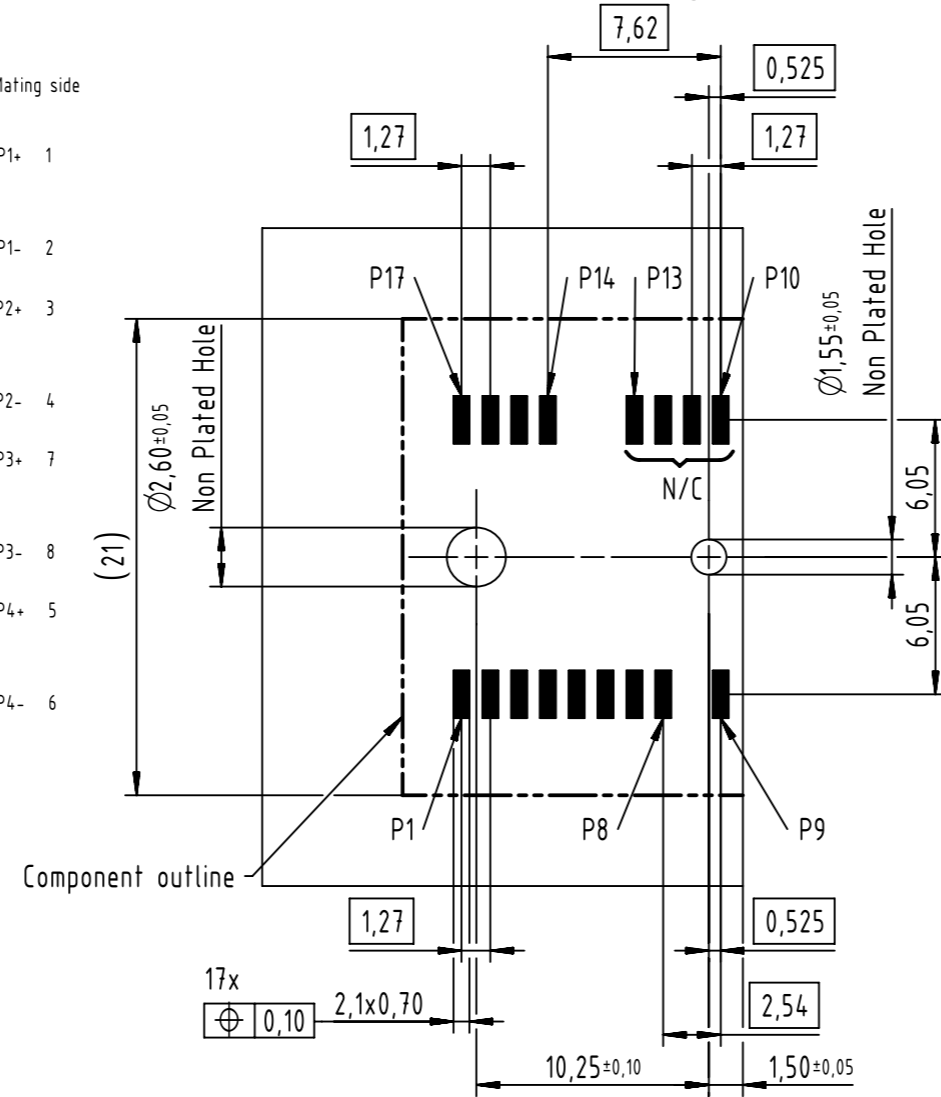 7,62
0,525
Mating side
1,27
1,27
P1+ 1
P1- 2
P2+ 3
P2- 4
P3+ 7
P3- 8
P4+ 5
P4- 6
P17
P14
P13
P10
Ø1,55±0,05
Non Plated Hole
Ø2,60±0,05
Non Plated Hole
N/C
6,05
(21)
6,05
P1
P8
P9
Component outline
1,27
0,525
17x
0,10
2,1x0,70
2,54
10,25±0,10
1,50±0,05